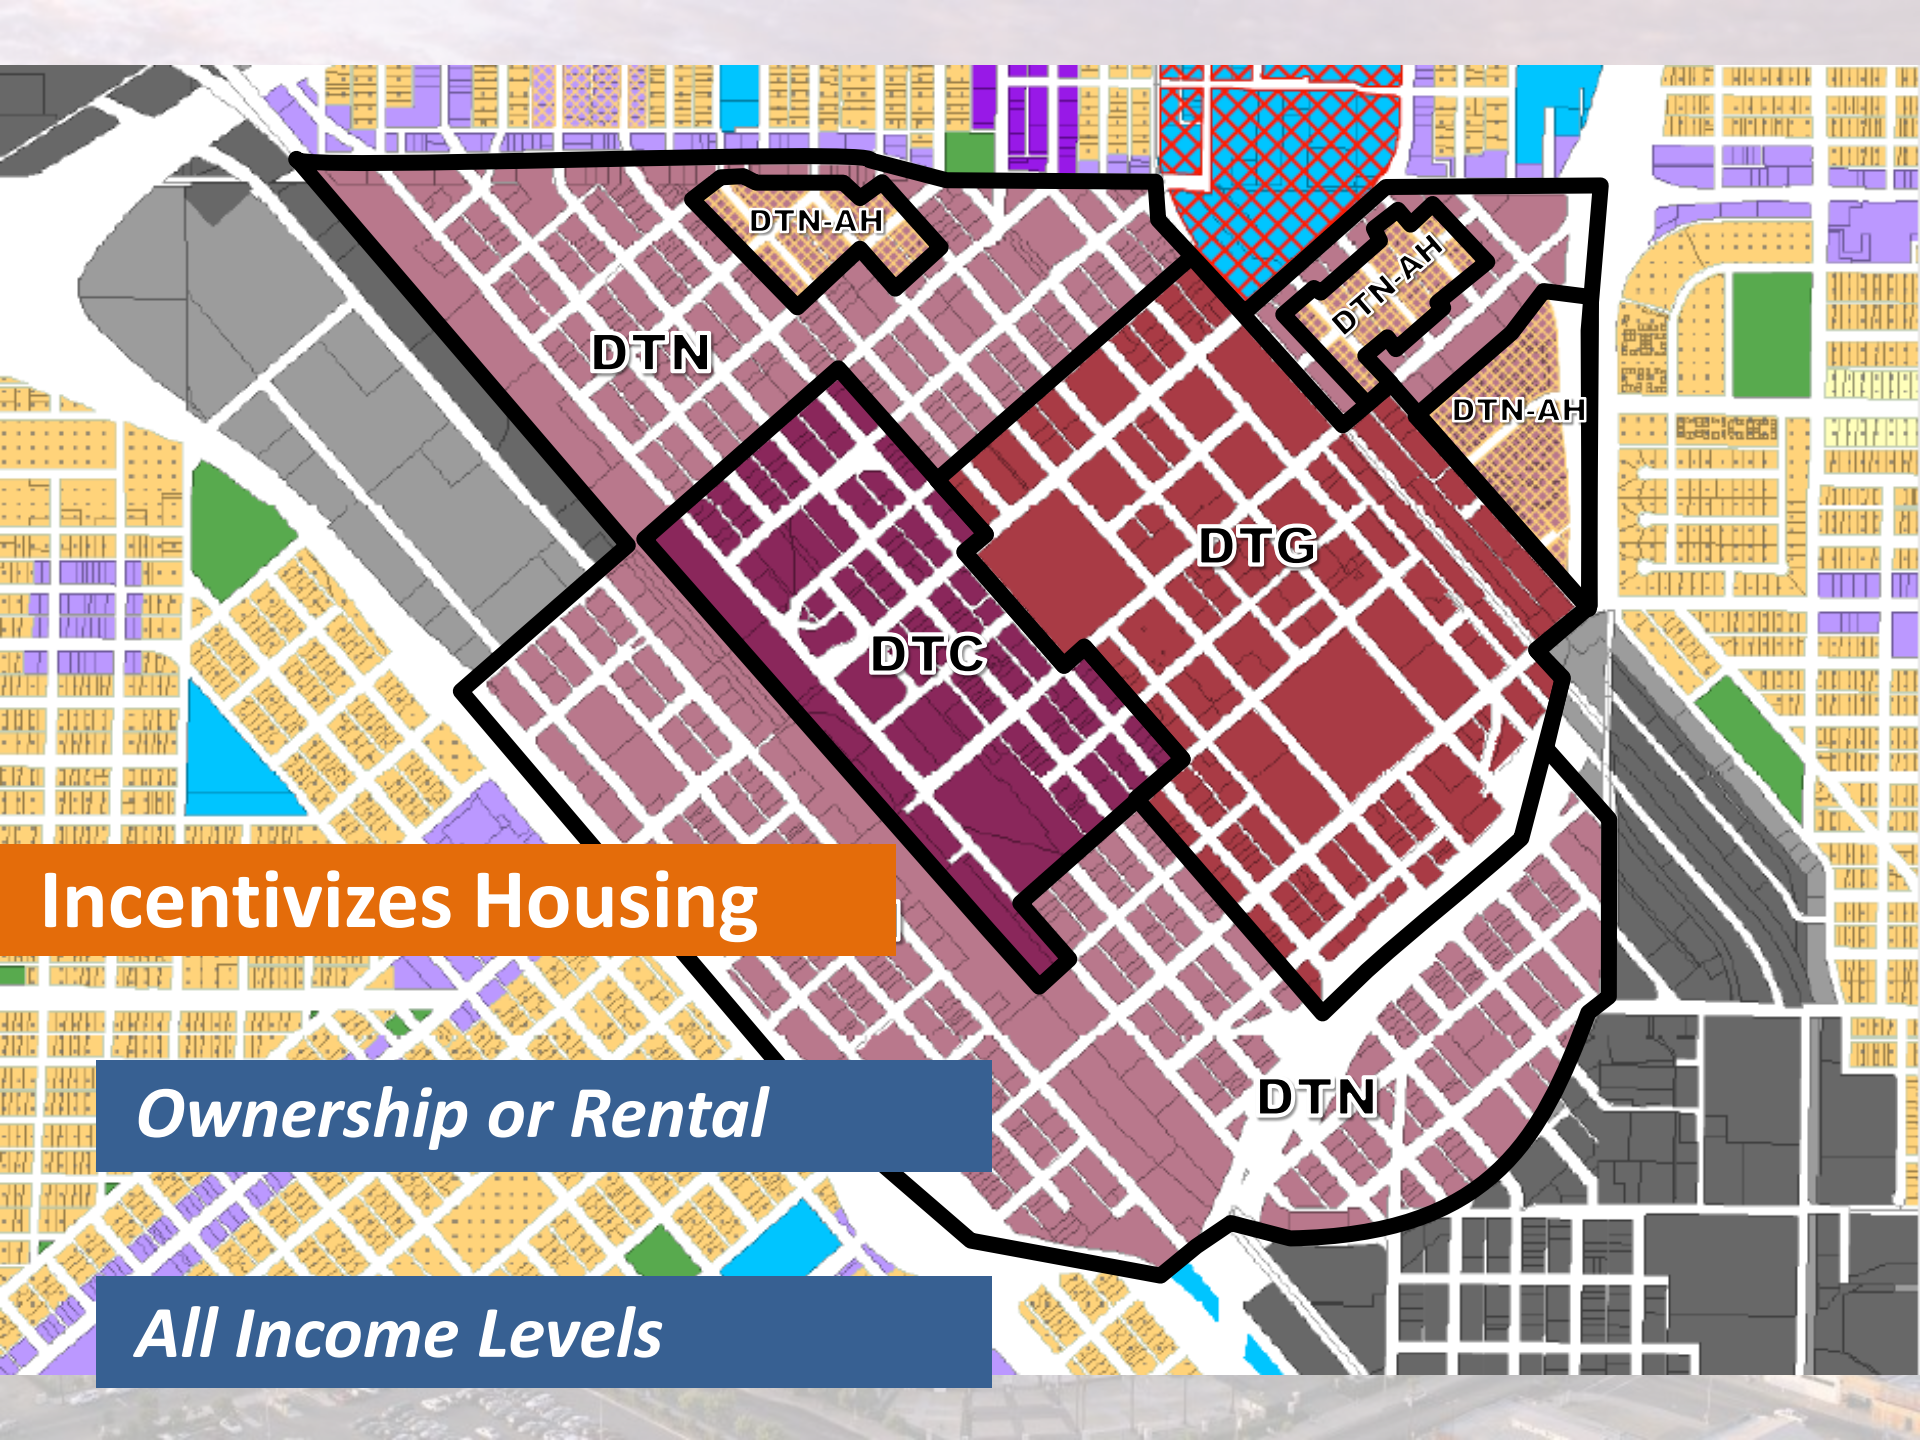 DTN-AH
DTN-AH
DTN
DTN-AH
DTG
DTC
Incentivizes Housing
DTN
Ownership or Rental
All Income Levels